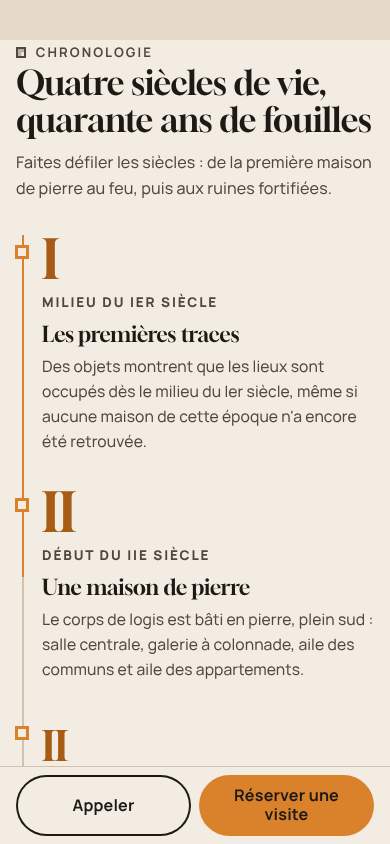 CHRONOLOGIE
Quatre siècles de vie,
quarante ans de fouilles
Faites défiler les siècles : de la première maison
de pierre au feu, puis aux ruines fortifiées.
I
MILIEU DU IER SIÈCLE
Les premières traces
Des objets montrent que les lieux sont
occupés dès le milieu du Ier siècle, même si
aucune maison de cette époque n'a encore
été retrouvée.
II
DÉBUT DU IIE SIÈCLE
Une maison de pierre
Le corps de logis est bâti en pierre, plein sud :
salle centrale, galerie à colonnade, aile des
communs et aile des appartements.
II
Appeler
Réserver une
visite